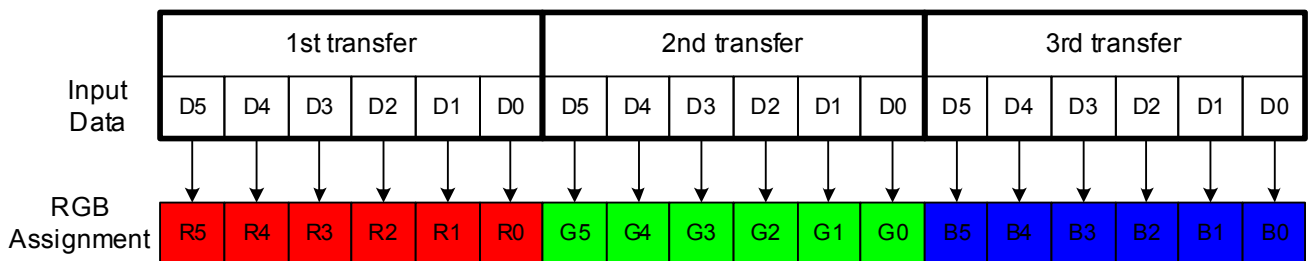 1st transfer 2nd transfer 3rd transfer
Input
Data
D5 D4 D3 D2 D1 D0 D5 D4 D3 D2 D1 D0 D5 D4 D3 D2 D1 D0
RGB
Assignment
R5 R4 R3 R2 R1 R0 G5 G4 G3 G2 G1 G0 B5 B4 B3 B2 B1 B0